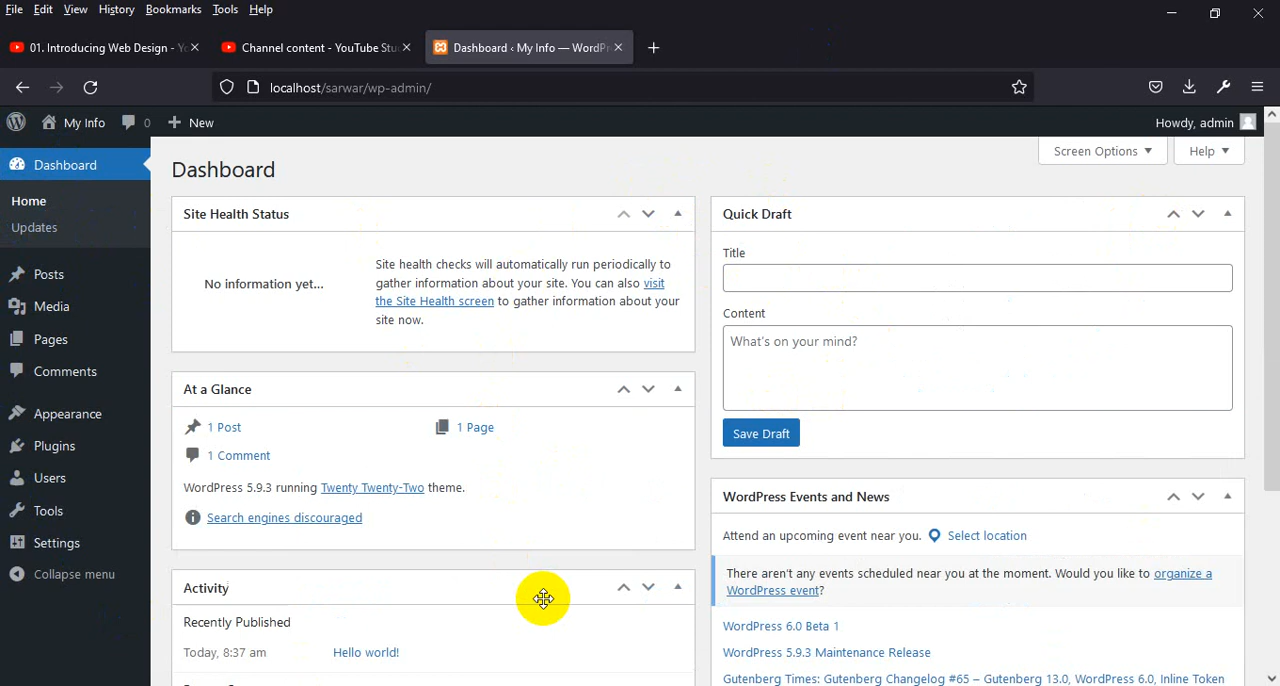 File Edit View History Bookmarks Tools Help
01. Introducing Web Design - Yo
Channel content - YouTube Stu
Dashboard ‹ My Info — WordPr
localhost/sarwar/wp-admin/
My Info 0 New
Howdy, admin
Dashboard
Home
Updates
Posts
Media
Pages
Comments
Appearance
Plugins
Users
Tools
Settings
Collapse menu
Screen Options
Help
Dashboard
Site Health Status
No information yet...
Site health checks will automatically run periodically to
gather information about your site. You can also visit
the Site Health screen to gather information about your
site now.
At a Glance
1 Post
1 Page
1 Comment
WordPress 5.9.3 running Twenty Twenty-Two theme.
Search engines discouraged
Activity
Recently Published
Today, 8:37 am Hello world!
Quick Draft
Title
Content
What's on your mind?
Save Draft
WordPress Events and News
Attend an upcoming event near you. Select location
There aren't any events scheduled near you at the moment. Would you like to organize a
WordPress event?
WordPress 6.0 Beta 1
WordPress 5.9.3 Maintenance Release
Gutenberg Times: Gutenberg Changelog #65 – Gutenberg 13.0, WordPress 6.0, Inline Token